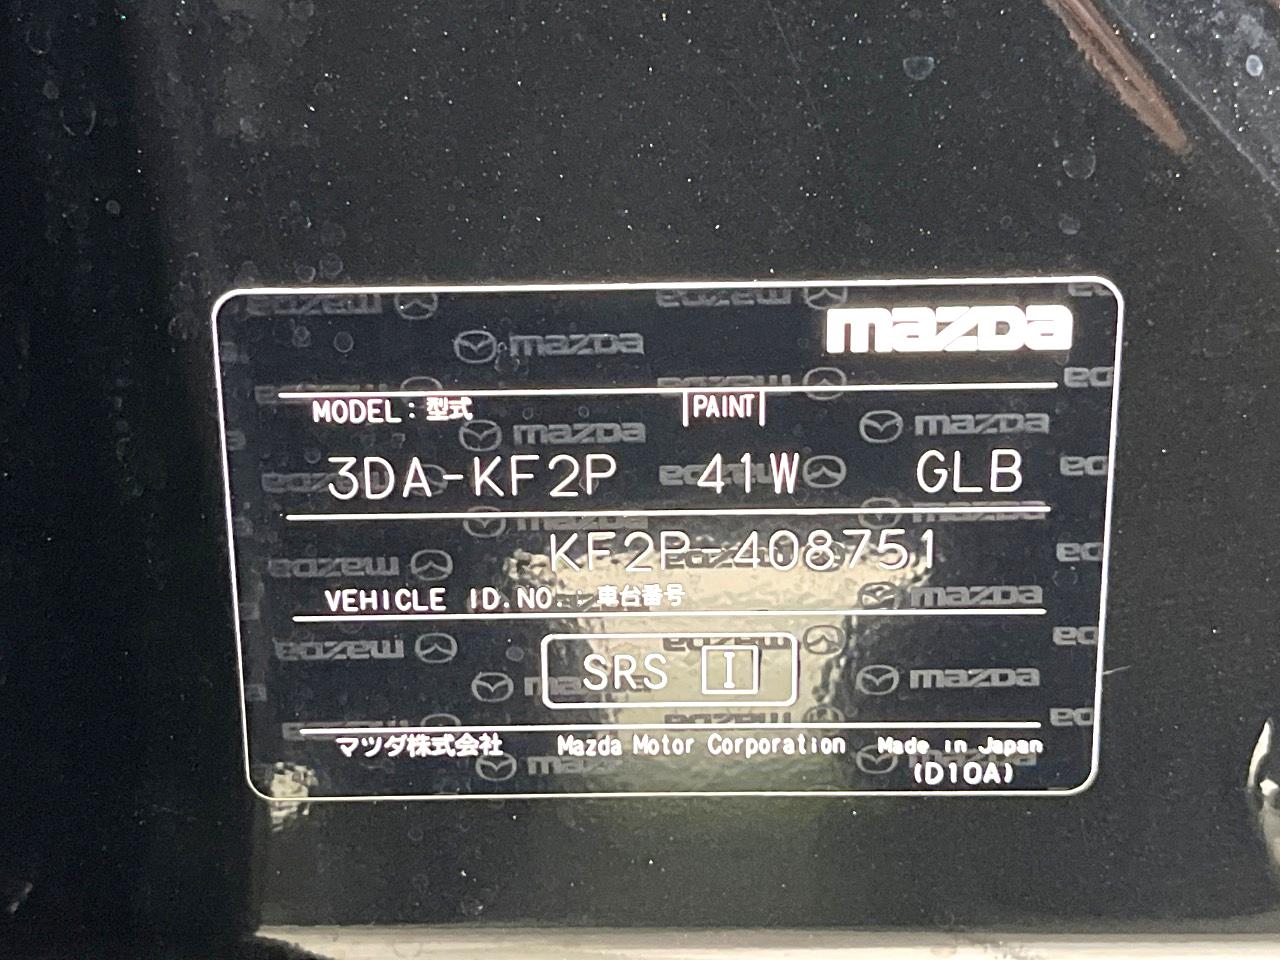 mazda
MODEL: 型式 PAINT
3DA-KF2P 41W GLB
KF2P-408751
VEHICLE ID.NO. 車台番号
SRS I
マツダ株式会社 Mazda Motor Corporation Made in Japan
(D10A)